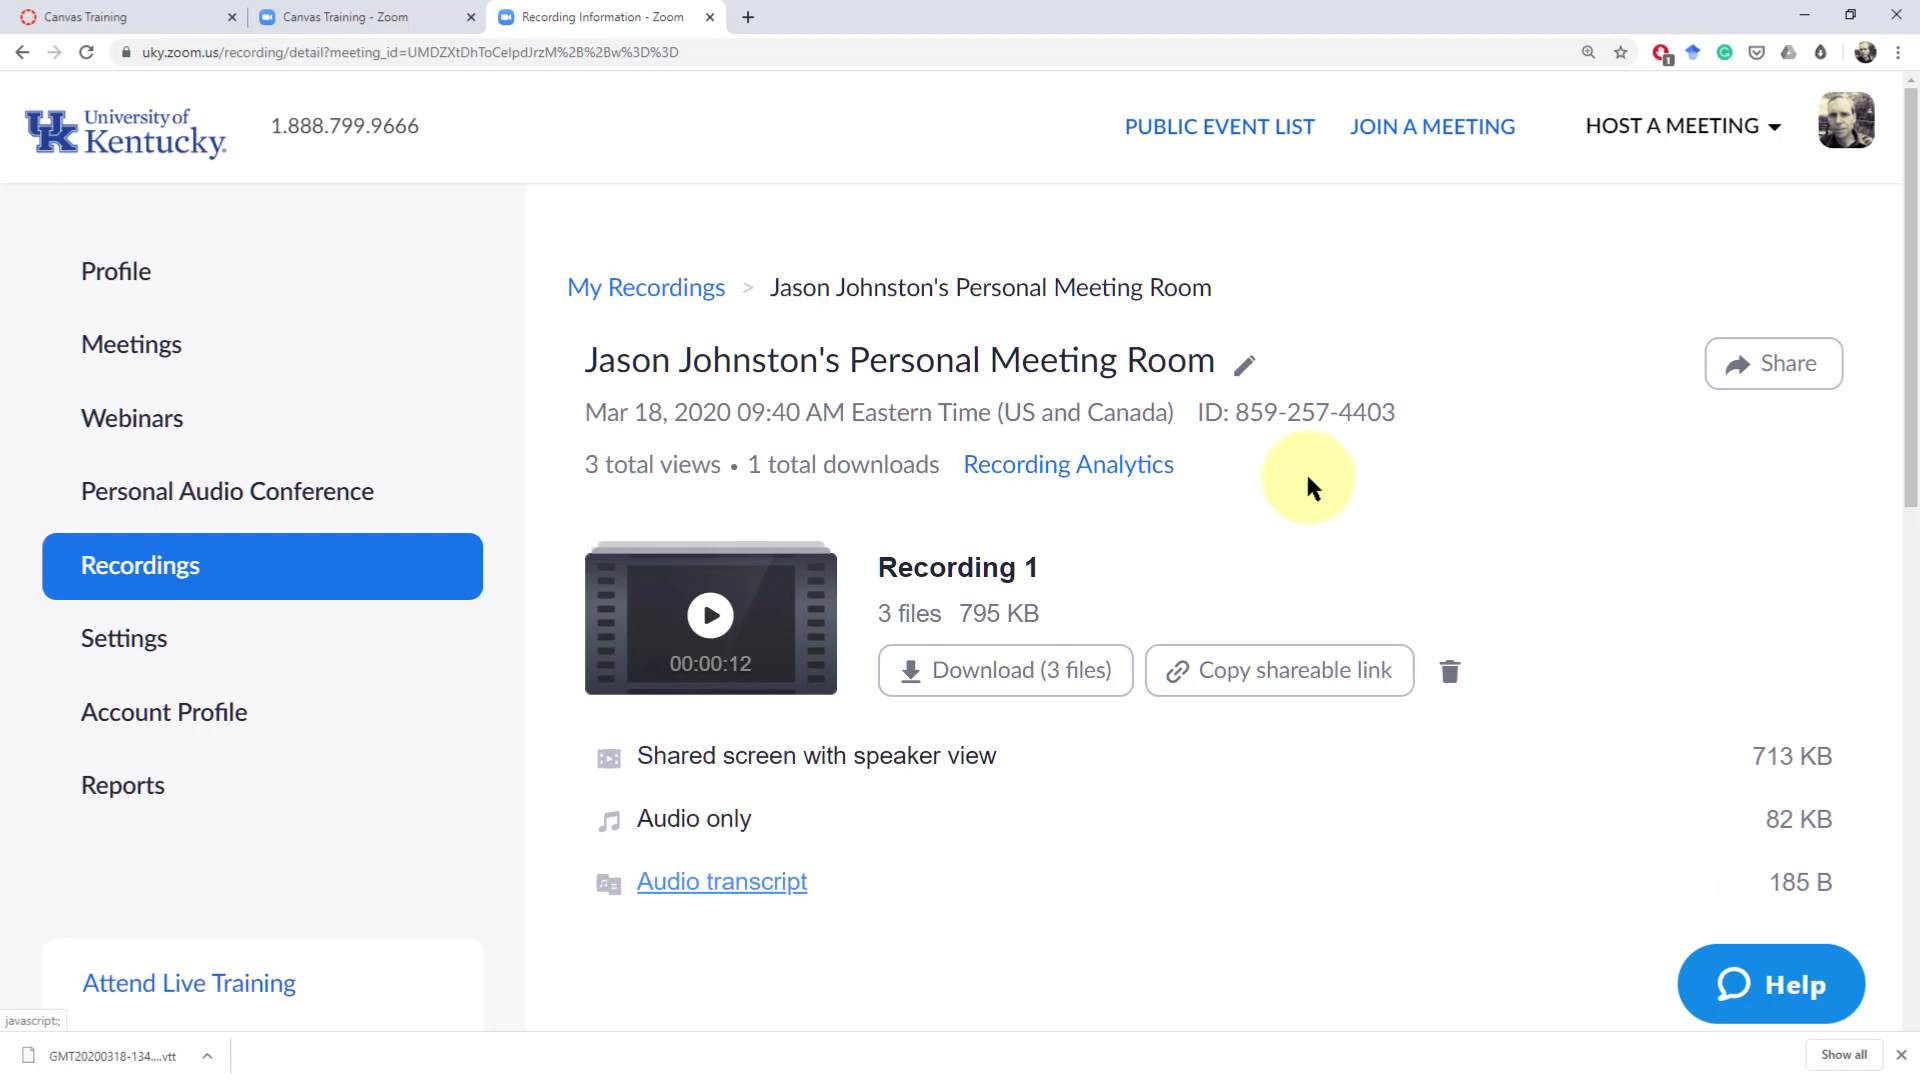 Canvas Training
Canvas Training - Zoom
Recording Information - Zoom
uky.zoom.us/recording/detail?meeting_id=UMDZXtDhToCeIpdJrzM%2B%2Bw%3D%3D
1
UK University of Kentucky
1.888.799.9666
PUBLIC EVENT LIST
JOIN A MEETING
HOST A MEETING
Profile
Meetings
Webinars
Personal Audio Conference
Recordings
Settings
Account Profile
Reports
Attend Live Training
My Recordings > Jason Johnston's Personal Meeting Room
Jason Johnston's Personal Meeting Room
Share
Mar 18, 2020 09:40 AM Eastern Time (US and Canada) ID: 859-257-4403
3 total views • 1 total downloads Recording Analytics
00:00:12
Recording 1
3 files 795 KB
Download (3 files)
Copy shareable link
Shared screen with speaker view 713 KB
Audio only 82 KB
Audio transcript 185 B
Help
javascript:;
GMT20200318-134....vtt
Show all